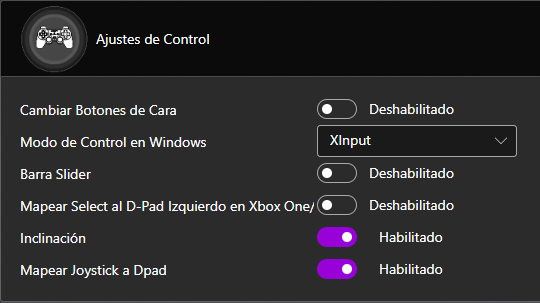 Ajustes de Control
Cambiar Botones de Cara Deshabilitado
Modo de Control en Windows XInput
Barra Slider Deshabilitado
Mapear Select al D-Pad Izquierdo en Xbox One/ Deshabilitado
Inclinación Habilitado
Mapear Joystick a Dpad Habilitado